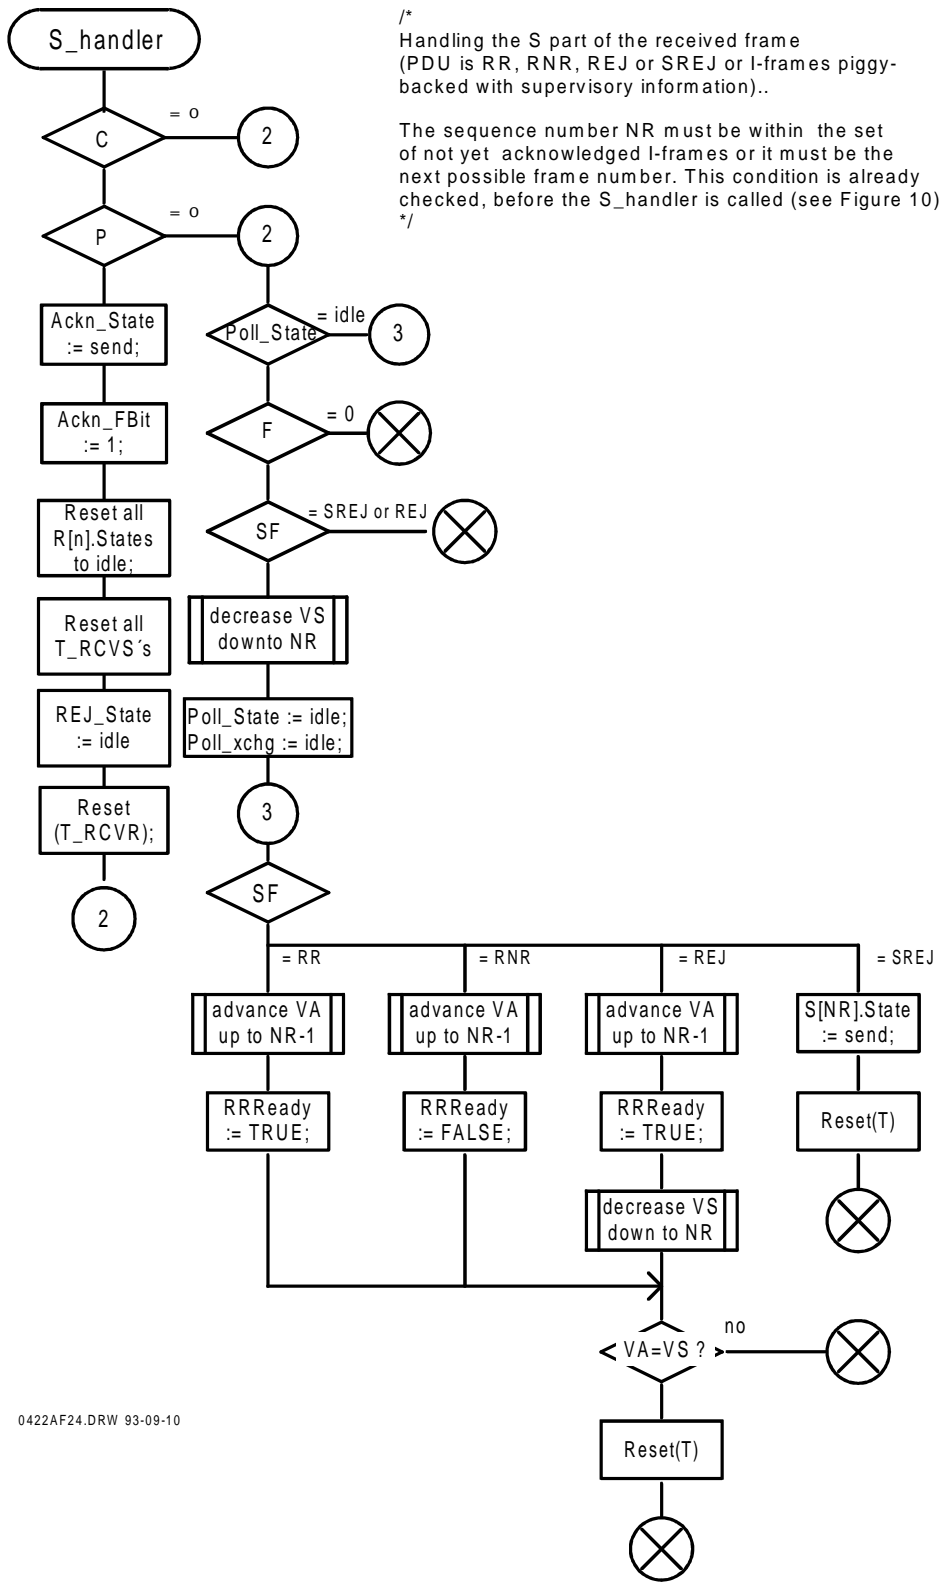 S_handler
/*
Handling the S part of the received frame
(PDU is RR, RNR, REJ or SREJ or I-frames piggy-
backed with supervisory information)..
The sequence number NR must be within the set
of not yet acknowledged I-frames or it must be the
next possible frame number. This condition is already
checked, before the S_handler is called (see Figure 10)
*/
C
= 0
2
P
= 0
2
Ackn_State
:= send;
Ackn_FBit
:= 1;
Reset all
R[n].States
to idle;
Reset all
T_RCVS´s
REJ_State
:= idle
Reset
(T_RCVR);
2
Poll_State
= idle
3
F
= 0
SF
= SREJ or REJ
decrease VS
downto NR
Poll_State := idle;
Poll_xchg := idle;
3
SF
= RR
= RNR
= REJ
= SREJ
advance VA
up to NR-1
advance VA
up to NR-1
advance VA
up to NR-1
S[NR].State
:= send;
RRReady
:= TRUE;
RRReady
:= FALSE;
RRReady
:= TRUE;
Reset(T)
decrease VS
down to NR
VA=VS ?
no
Reset(T)
0422AF24.DRW 93-09-10